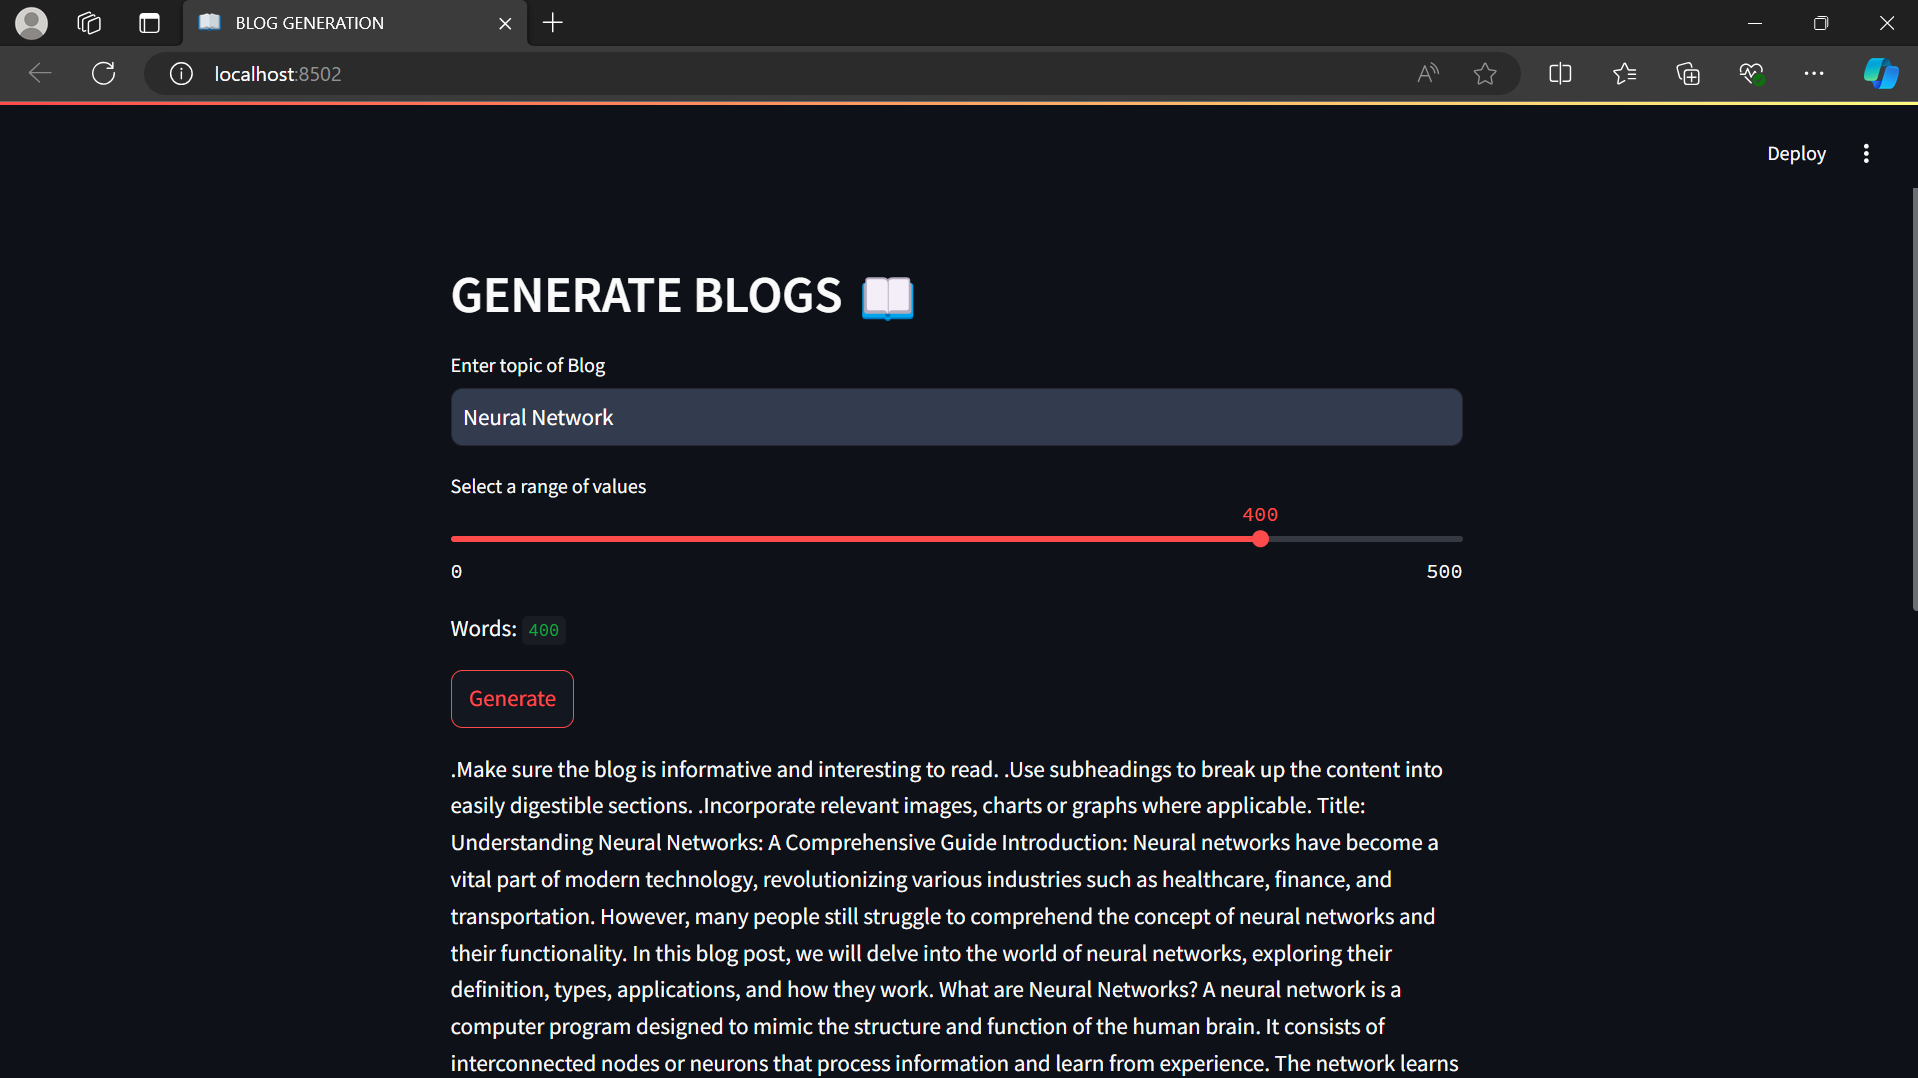 BLOG GENERATION
localhost:8502
Deploy
GENERATE BLOGS
Enter topic of Blog
Neural Network
Select a range of values
400
0
500
Words: 400
Generate
.Make sure the blog is informative and interesting to read. .Use subheadings to break up the content into
easily digestible sections. .Incorporate relevant images, charts or graphs where applicable. Title:
Understanding Neural Networks: A Comprehensive Guide Introduction: Neural networks have become a
vital part of modern technology, revolutionizing various industries such as healthcare, finance, and
transportation. However, many people still struggle to comprehend the concept of neural networks and
their functionality. In this blog post, we will delve into the world of neural networks, exploring their
definition, types, applications, and how they work. What are Neural Networks? A neural network is a
computer program designed to mimic the structure and function of the human brain. It consists of
interconnected nodes or neurons that process information and learn from experience. The network learns